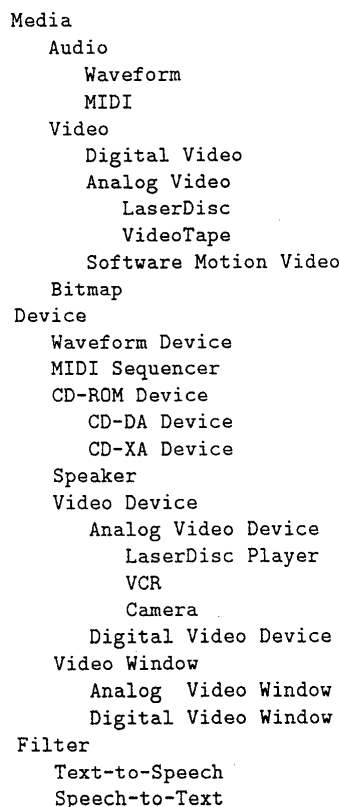 Media
Audio
Waveform
MIDI
Video
Digital Video
Analog Video
LaserDisc
VideoTape
Software Motion Video
Bitmap
Device
Waveform Device
MIDI Sequencer
CD-ROM Device
CD-DA Device
CD-XA Device
Speaker
Video Device
Analog Video Device
LaserDisc Player
VCR
Camera
Digital Video Device
Video Window
Analog Video Window
Digital Video Window
Filter
Text-to-Speech
Speech-to-Text